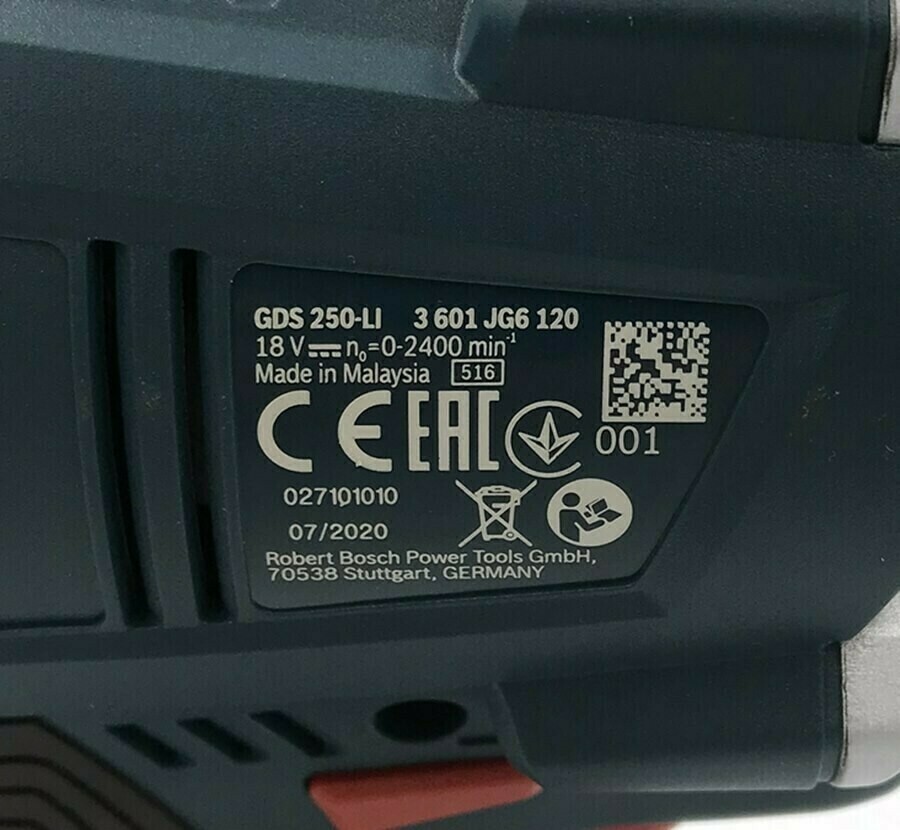 GDS 250-LI 3 601 JG6 120
18 V⎓n₀=0-2400 min⁻¹
Made in Malaysia 516
CE EAC
001
027101010
07/2020
Robert Bosch Power Tools GmbH,
70538 Stuttgart, GERMANY